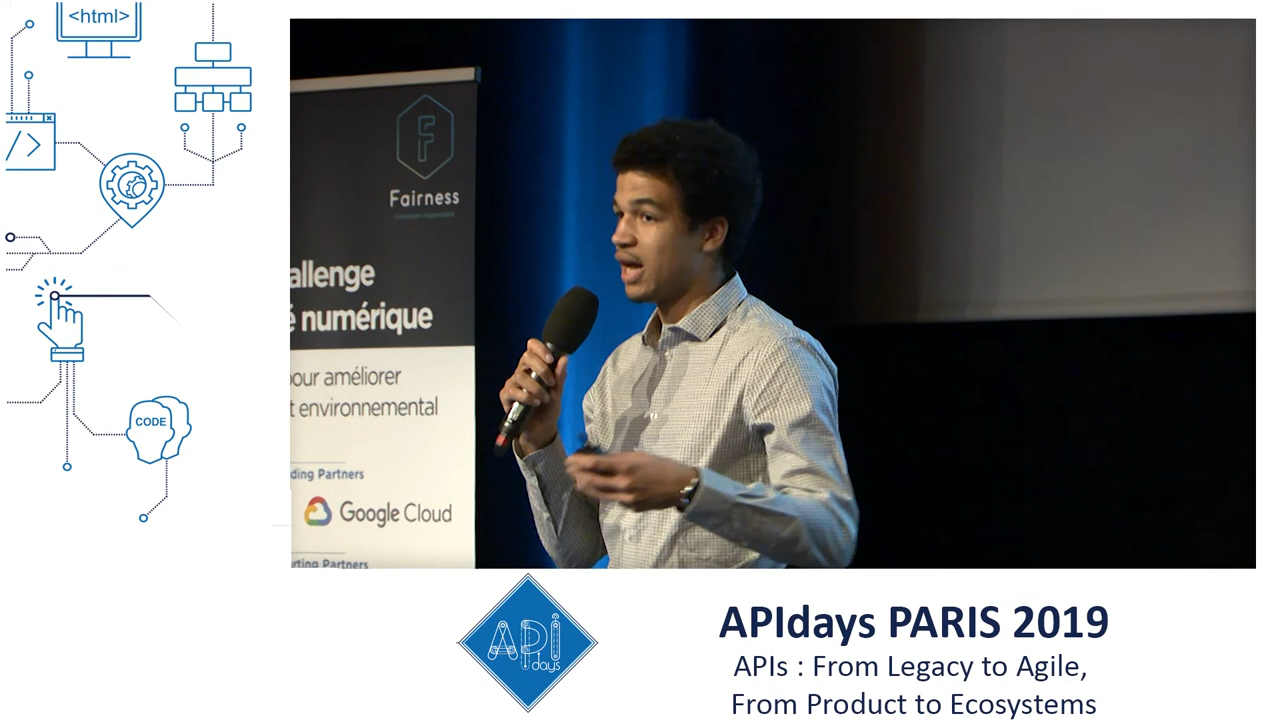 <html>
/>
CODE
F
Fairness
allenge
é numérique
our améliorer
t environnemental
ding Partners
Google Cloud
rting Partners
API
days
APIdays PARIS 2019
APIs : From Legacy to Agile,
From Product to Ecosystems